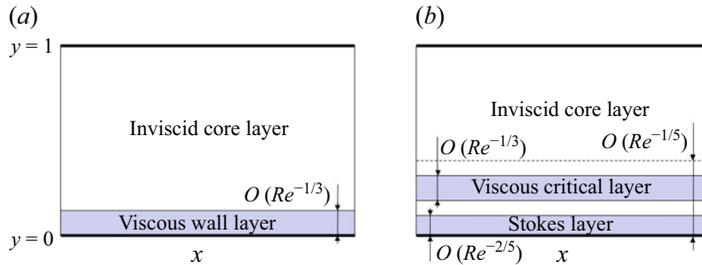 (a)
y = 1
Inviscid core layer
O (Re^{-1/3})
Viscous wall layer
y = 0
x
(b)
Inviscid core layer
O (Re^{-1/3})
O (Re^{-1/5})
Viscous critical layer
Stokes layer
O (Re^{-2/5})
x